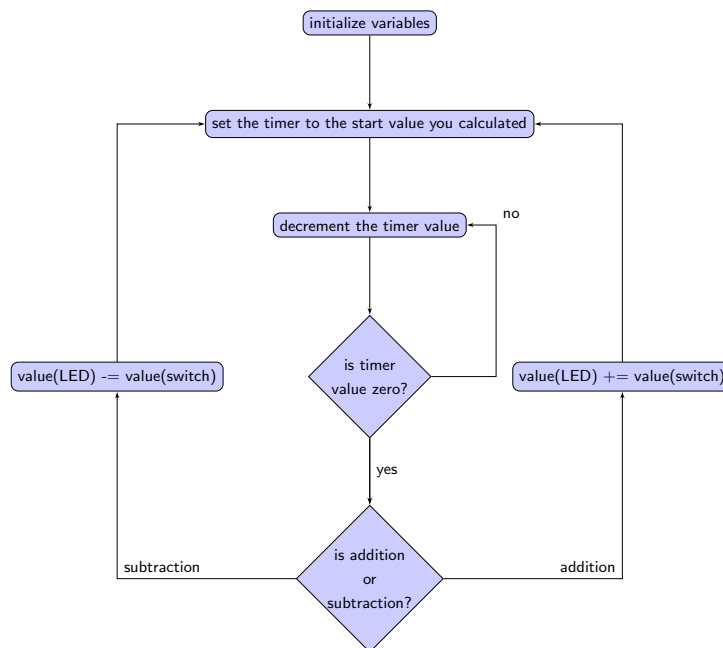 initialize variables
set the timer to the start value you calculated
decrement the timer value
no
is timer
value zero?
value(LED) -= value(switch)
value(LED) += value(switch)
yes
is addition
or
subtraction?
subtraction
addition